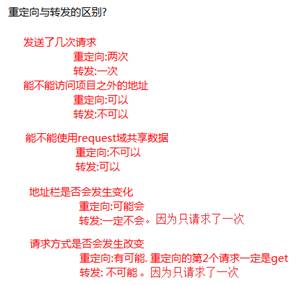 重定向与转发的区别?
发送了几次请求
重定向:两次
转发:一次
能不能访问项目之外的地址
重定向:可以
转发:不可以
能不能使用request域共享数据
重定向:不可以
转发:可以
地址栏是否会发生变化
重定向:可能会
转发:一定不会。因为只请求了一次
请求方式是否会发生改变
重定向:有可能. 重定向的第2个请求一定是get
转发: 不可能 。因为只请求了一次